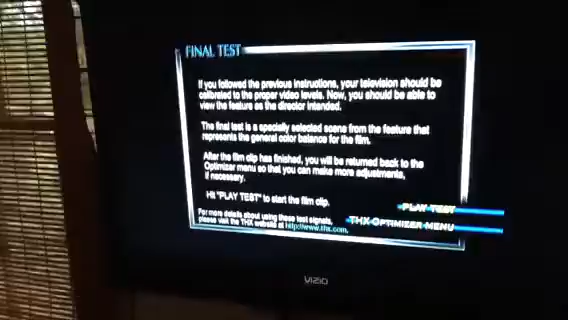 FINAL TEST
If you followed the previous instructions, your television should be
calibrated to the proper video levels. Now, you should be able to
view the feature as the director intended.
The final test is a specially selected scene from the feature that
represents the general color balance for the film.
After the film clip has finished, you will be returned back to the
Optimizer menu so that you can make more adjustments,
if necessary.
Hit "PLAY TEST" to start the film clip.
For more details about using these test signals,
please visit the THX website at http://www.thx.com.
PLAY TEST
THX OPTIMIZER MENU
VIZIO